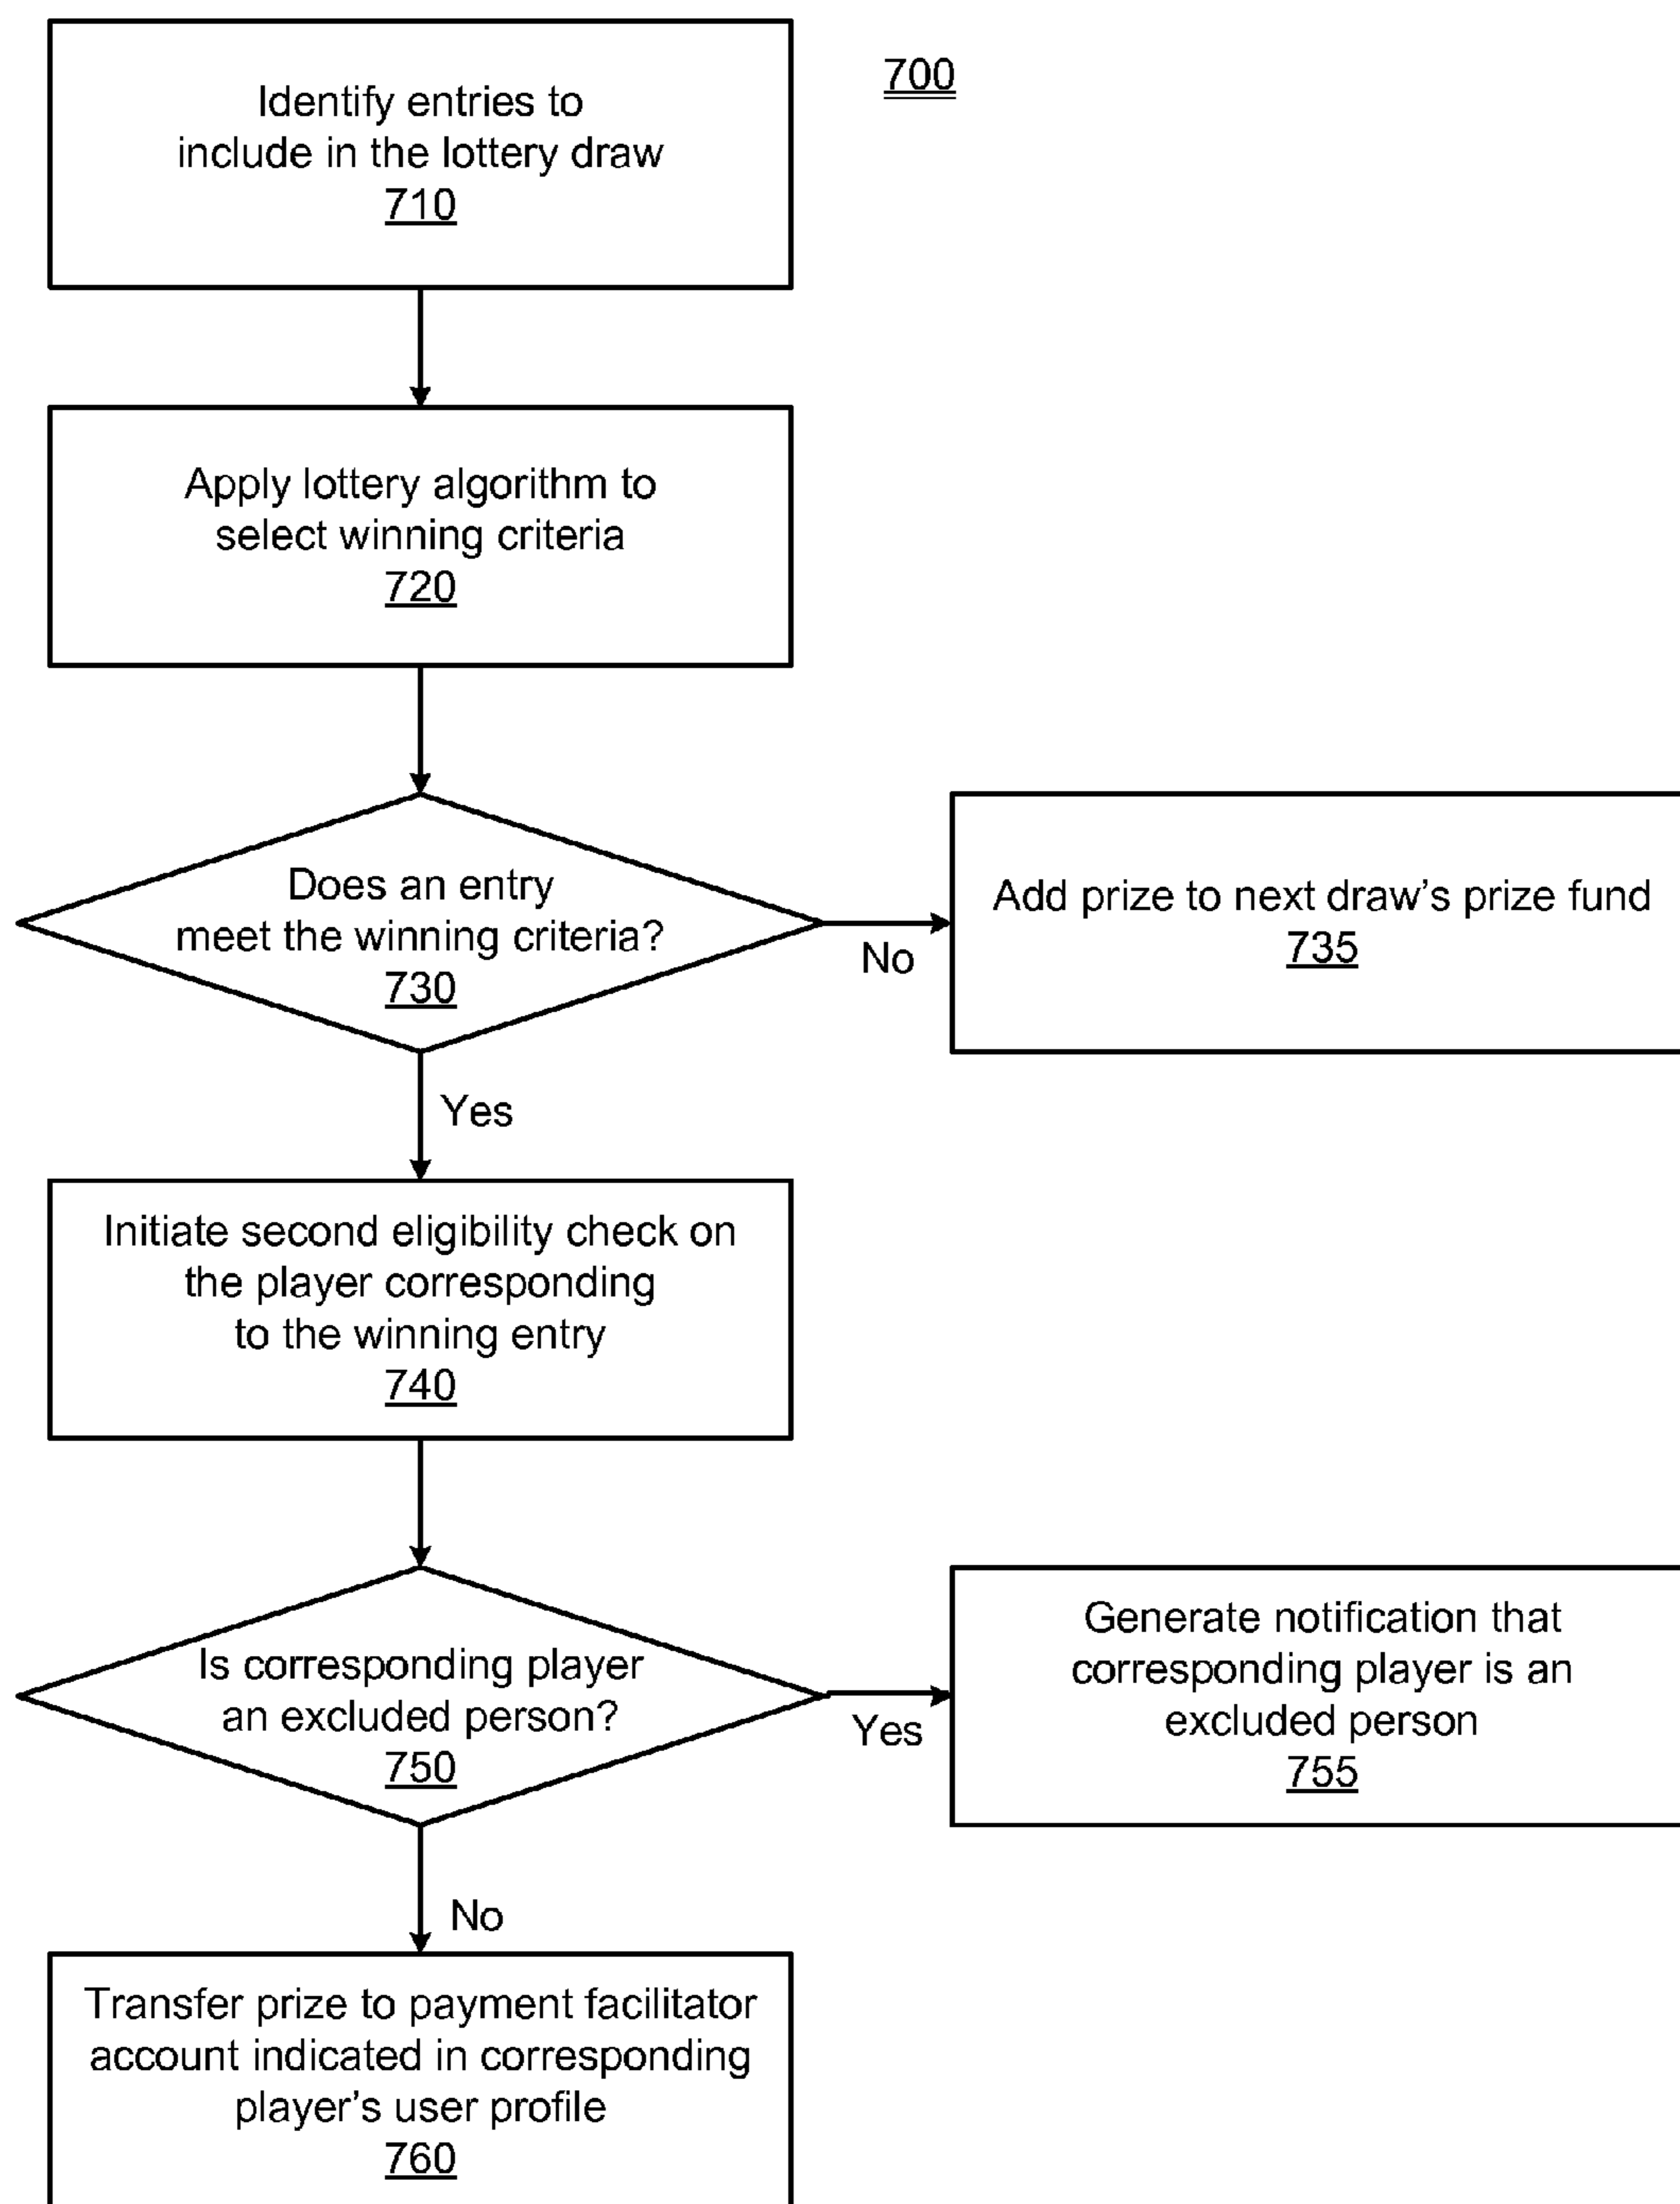 700
Identify entries to
include in the lottery draw
710
Apply lottery algorithm to
select winning criteria
720
Does an entry
meet the winning criteria?
730
No
Add prize to next draw’s prize fund
735
Yes
Initiate second eligibility check on
the player corresponding
to the winning entry
740
Is corresponding player
an excluded person?
750
Yes
Generate notification that
corresponding player is an
excluded person
755
No
Transfer prize to payment facilitator
account indicated in corresponding
player’s user profile
760